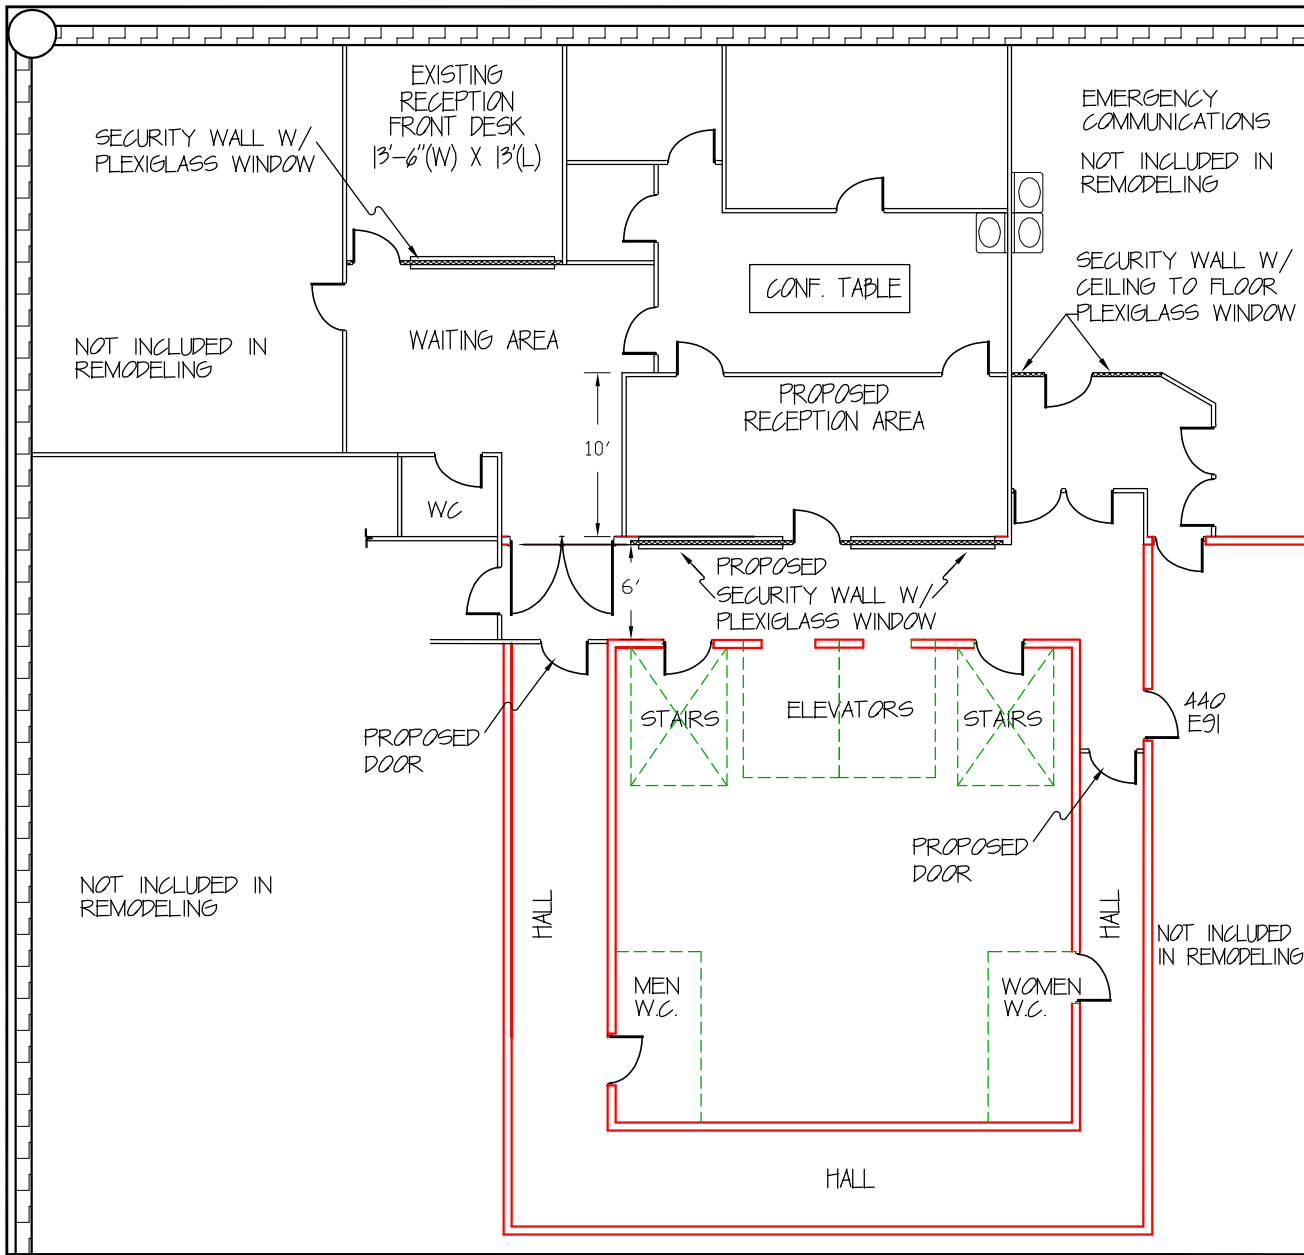 EXISTING
RECEPTION
FRONT DESK
13'-6"(W) X 13'(L)
SECURITY WALL W/
PLEXIGLASS WINDOW
EMERGENCY
COMMUNICATIONS
NOT INCLUDED IN
REMODELING
SECURITY WALL W/
CEILING TO FLOOR
PLEXIGLASS WINDOW
CONF. TABLE
WAITING AREA
NOT INCLUDED IN
REMODELING
PROPOSED
RECEPTION AREA
10'
WC
6'
PROPOSED
SECURITY WALL W/
PLEXIGLASS WINDOW
STAIRS
ELEVATORS
STAIRS
440
E91
PROPOSED
DOOR
PROPOSED
DOOR
NOT INCLUDED IN
REMODELING
HALL
HALL
NOT INCLUDED
IN REMODELING
MEN
W.C.
WOMEN
W.C.
HALL